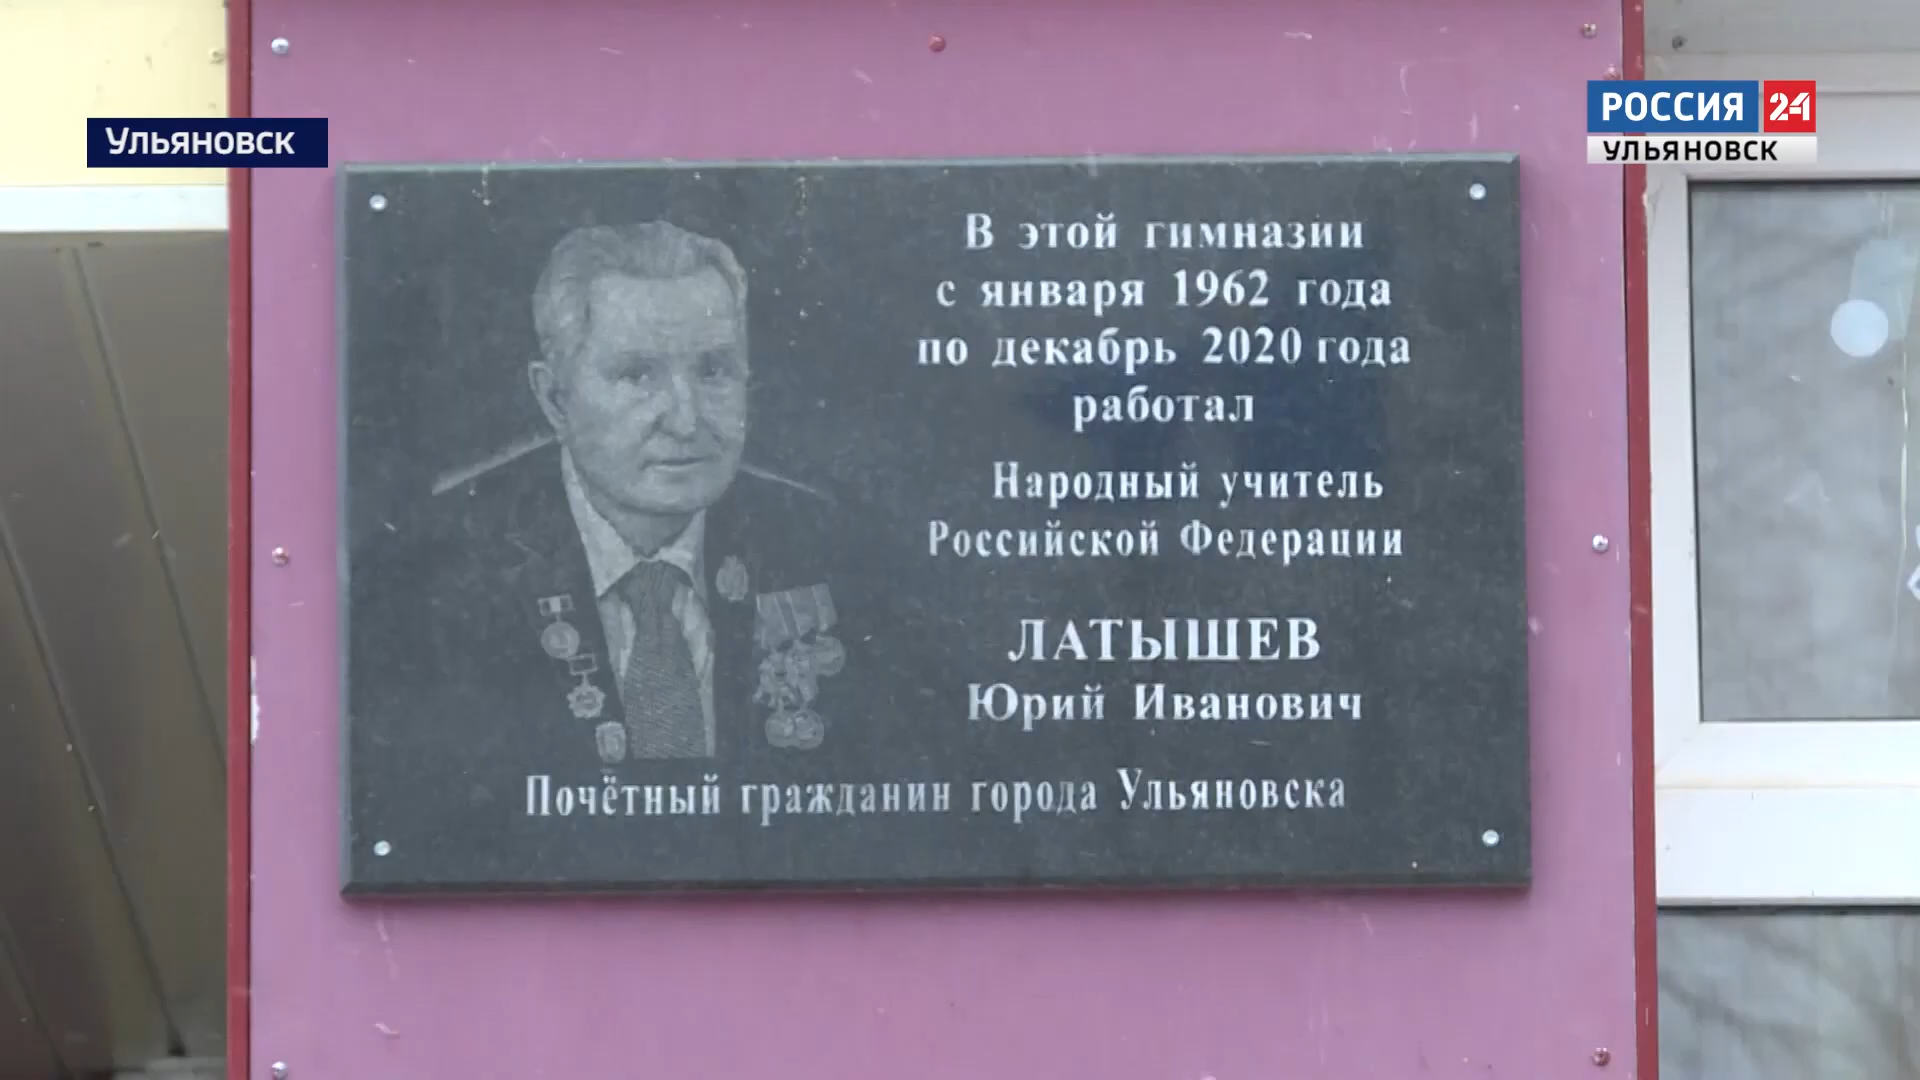 Ульяновск
РОССИЯ 24
УЛЬЯНОВСК
В этой гимназии
с января 1962 года
по декабрь 2020 года
работал
Народный учитель
Российской Федерации
ЛАТЫШЕВ
Юрий Иванович
Почётный гражданин города Ульяновска